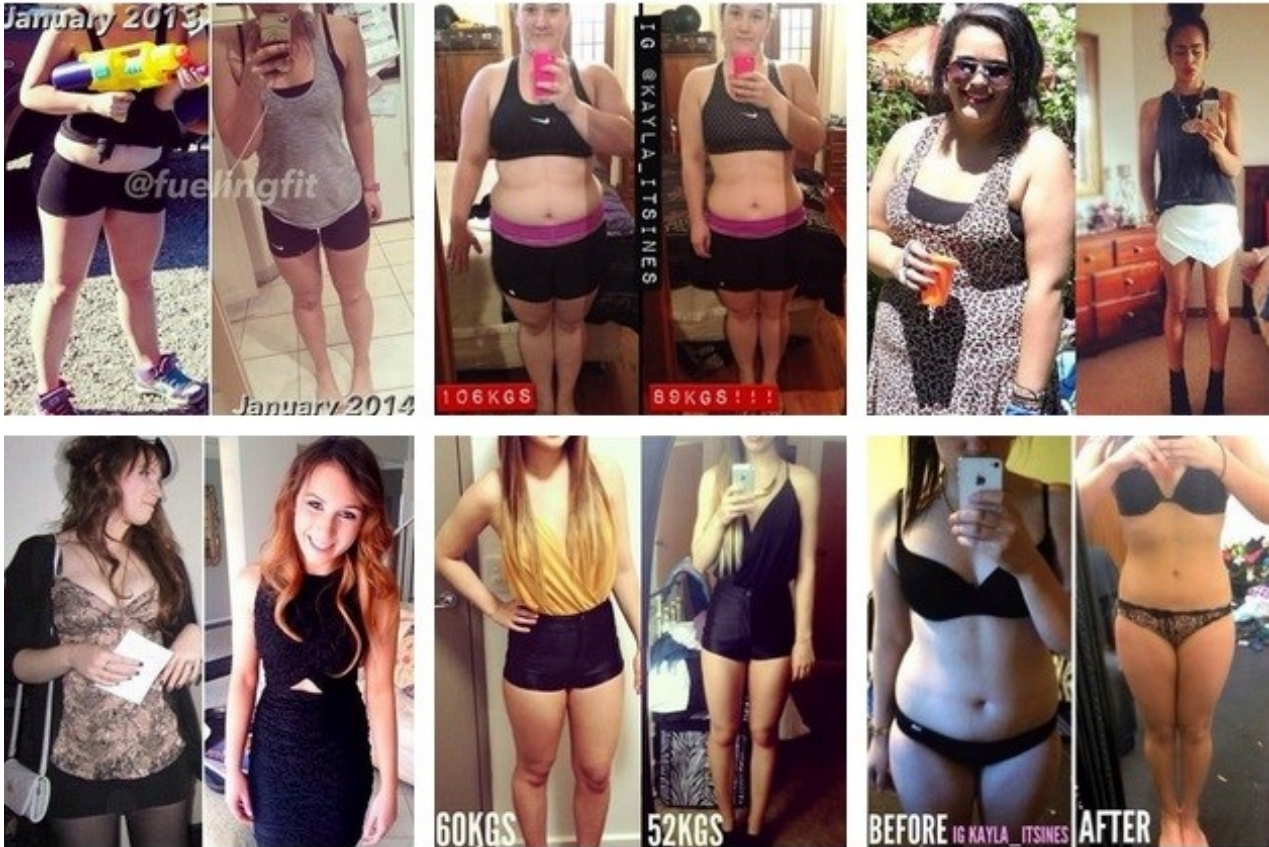 January 2013
@fuelingfit
January 2014
IG @KAYLA_ITSINES
106KGS
89KGS!!!
60KGS
52KGS
BEFORE
IG KAYLA_ITSINES
AFTER